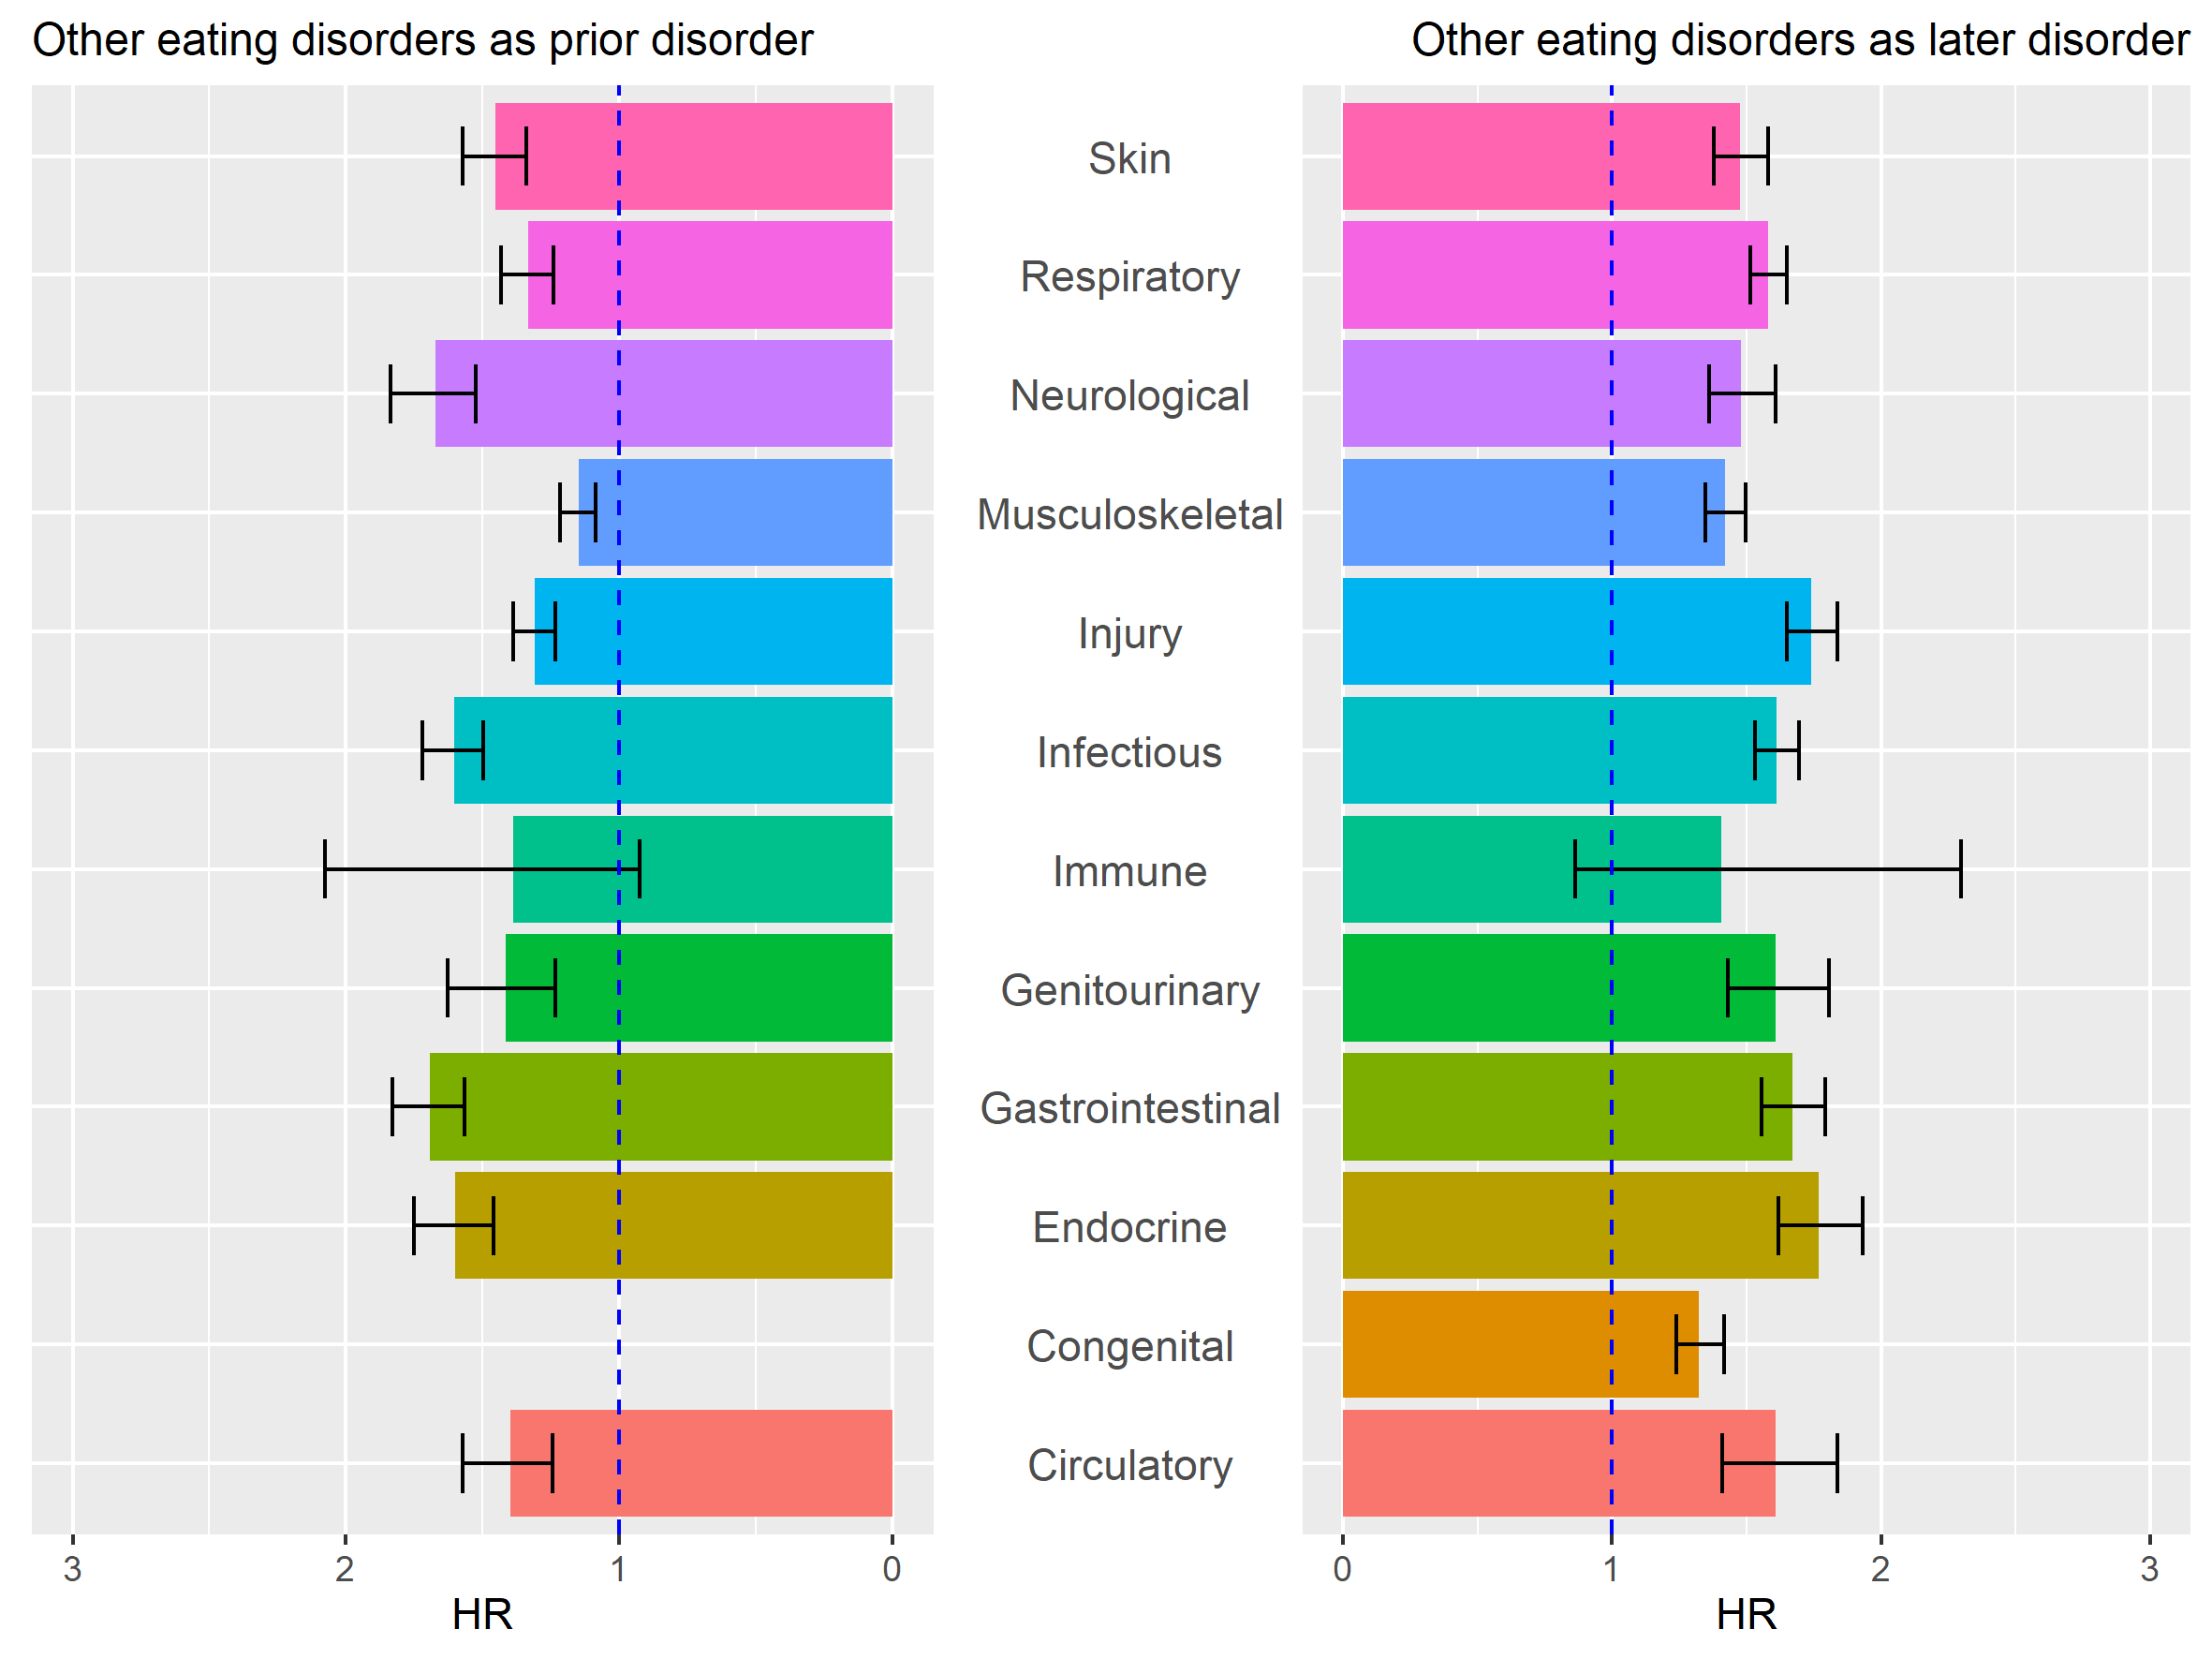 Other eating disorders as prior disorder
Other eating disorders as later disorder
Skin
Respiratory
Neurological
Musculoskeletal
Injury
Infectious
Immune
Genitourinary
Gastrointestinal
Endocrine
Congenital
Circulatory
3 2 1 0
0 1 2 3
HR
HR